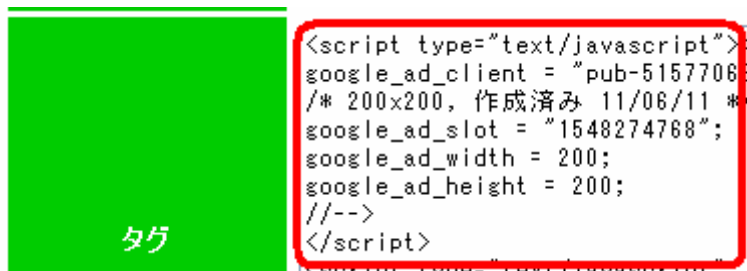 タグ
<script type="text/javascript">
google_ad_client = "pub-5157706
/* 200x200, 作成済み 11/06/11 *
google_ad_slot = "1548274768";
google_ad_width = 200;
google_ad_height = 200;
//-->
</script>